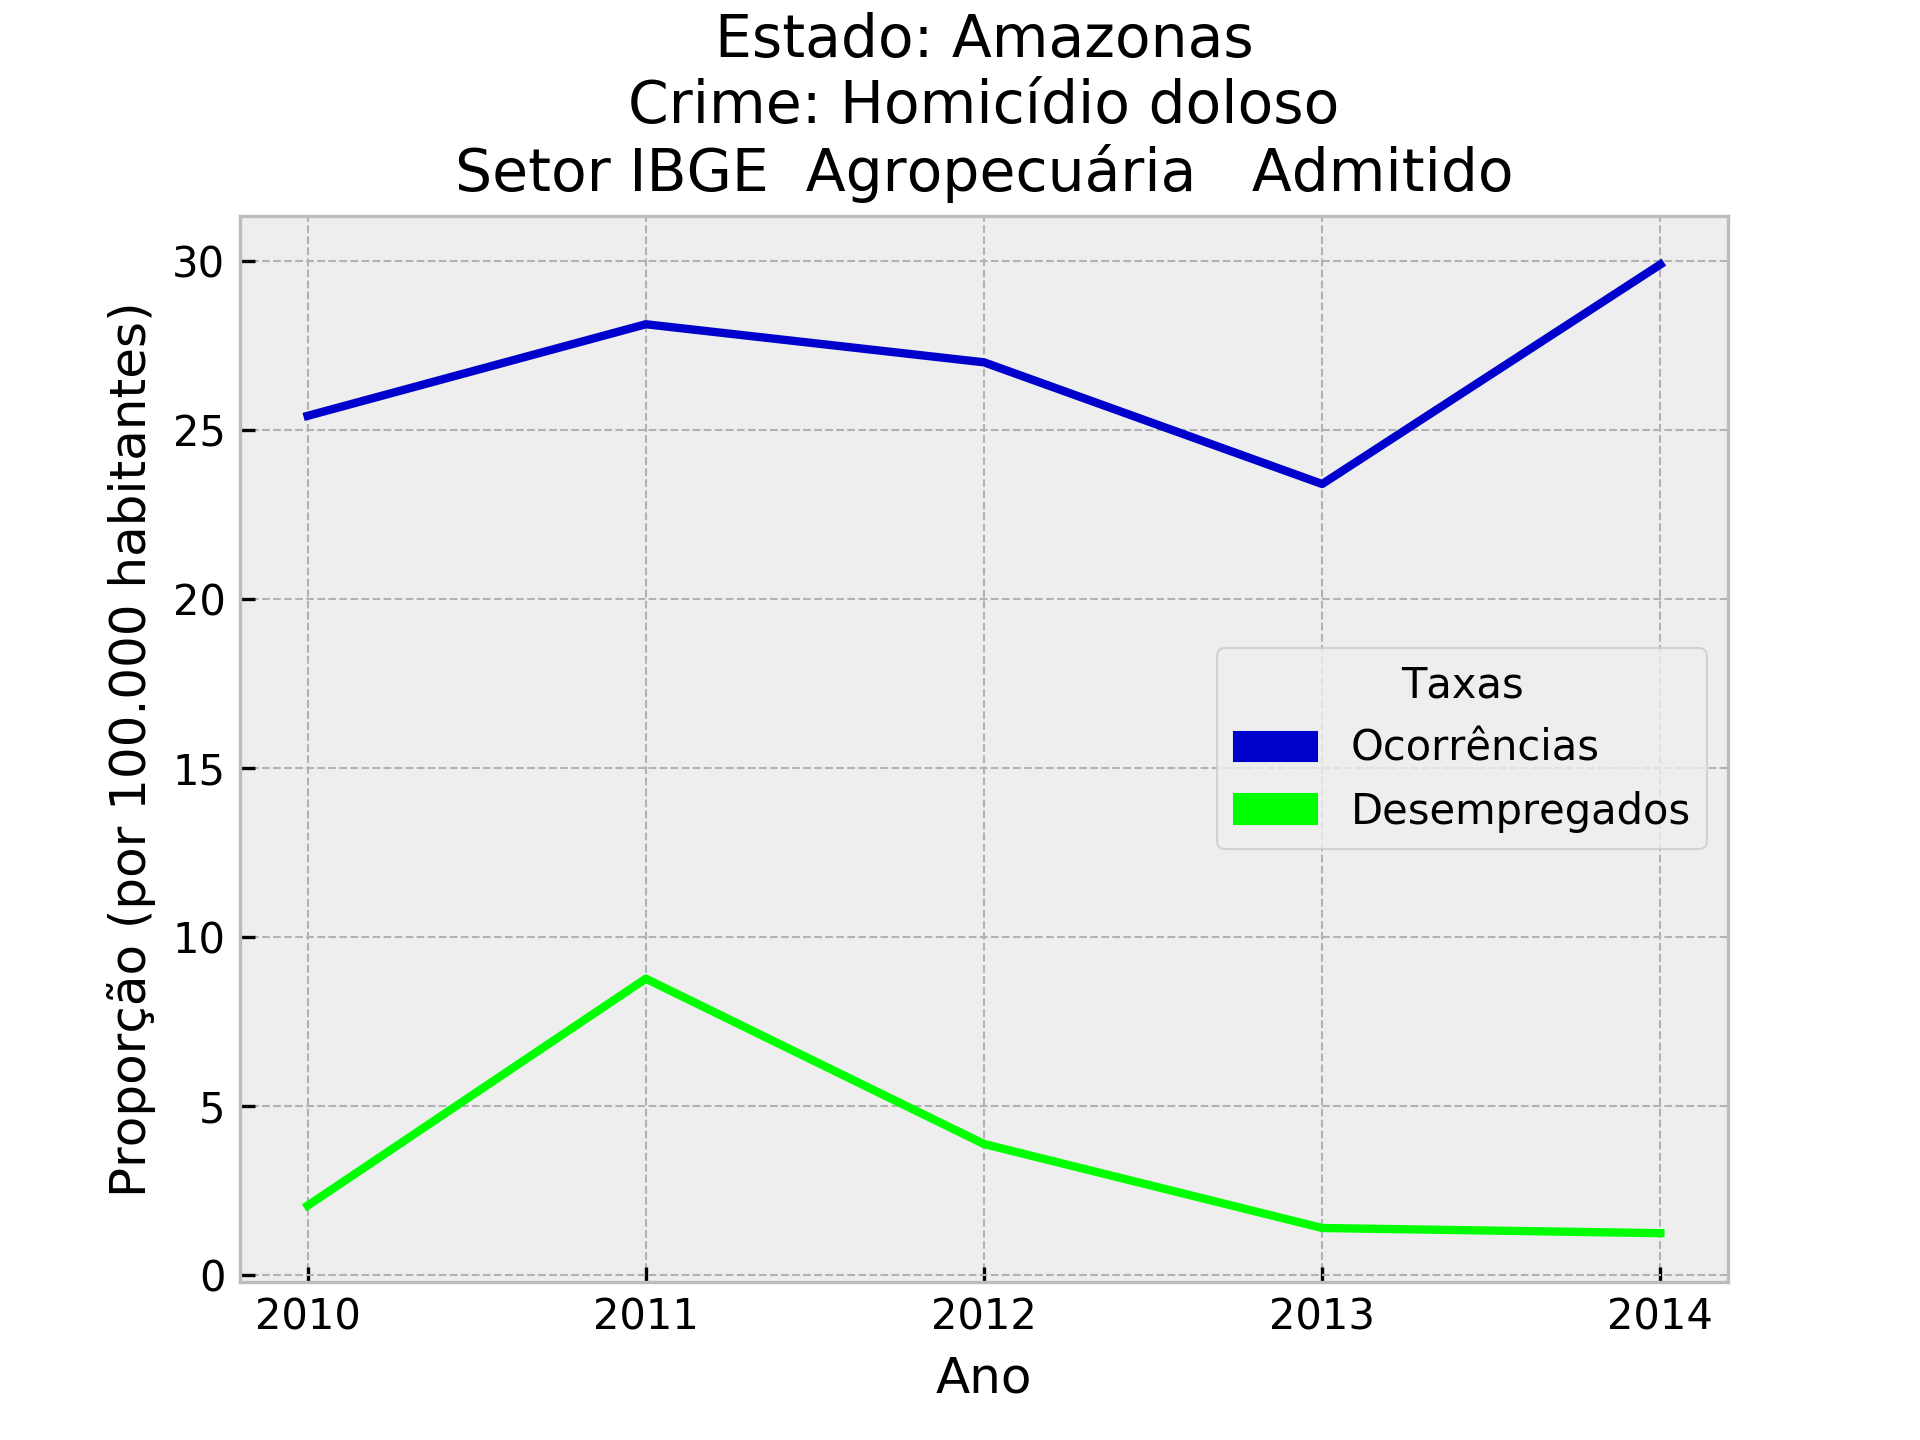 Estado: Amazonas
Crime: Homicídio doloso
Setor IBGE  Agropecuária   Admitido
Proporção (por 100.000 habitantes)
30
25
20
15
10
5
0
Taxas
Ocorrências
Desempregados
2010 2011 2012 2013 2014
Ano